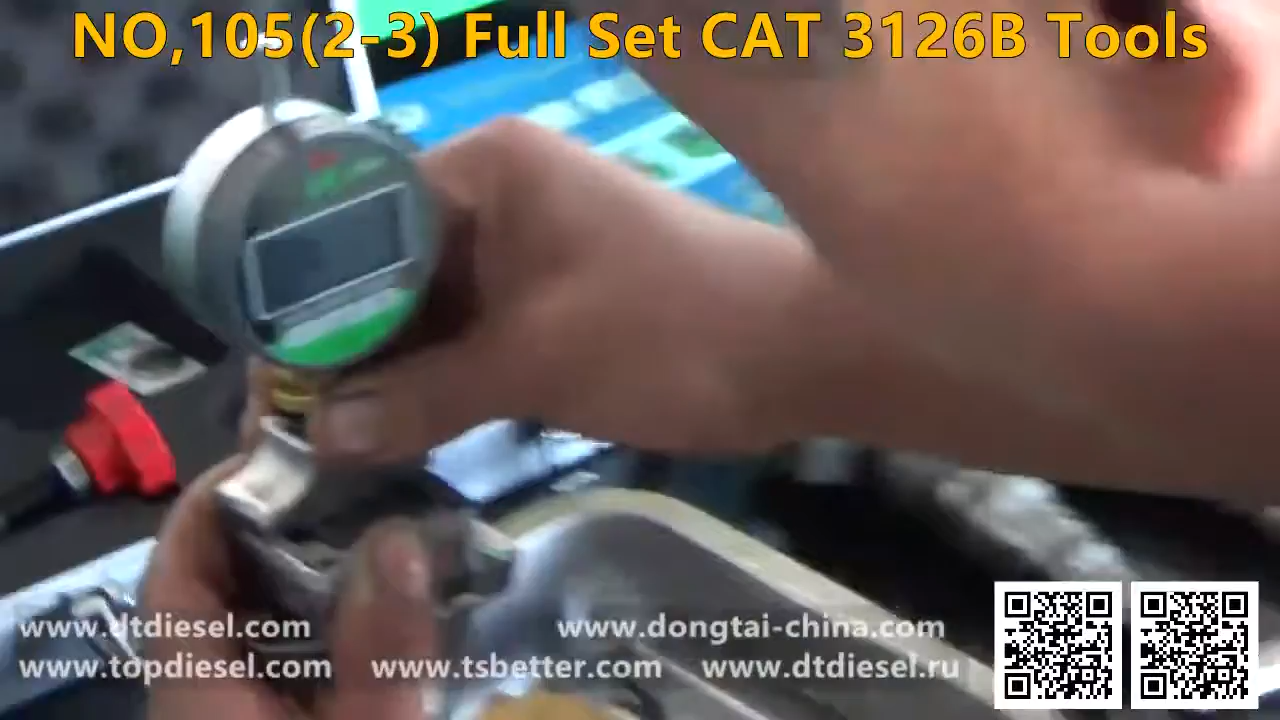 NO,105(2-3) Full Set CAT 3126B Tools
www.dtdiesel.com www.dongtai-china.com
www.topdiesel.com www.tsbetter.com www.dtdiesel.ru